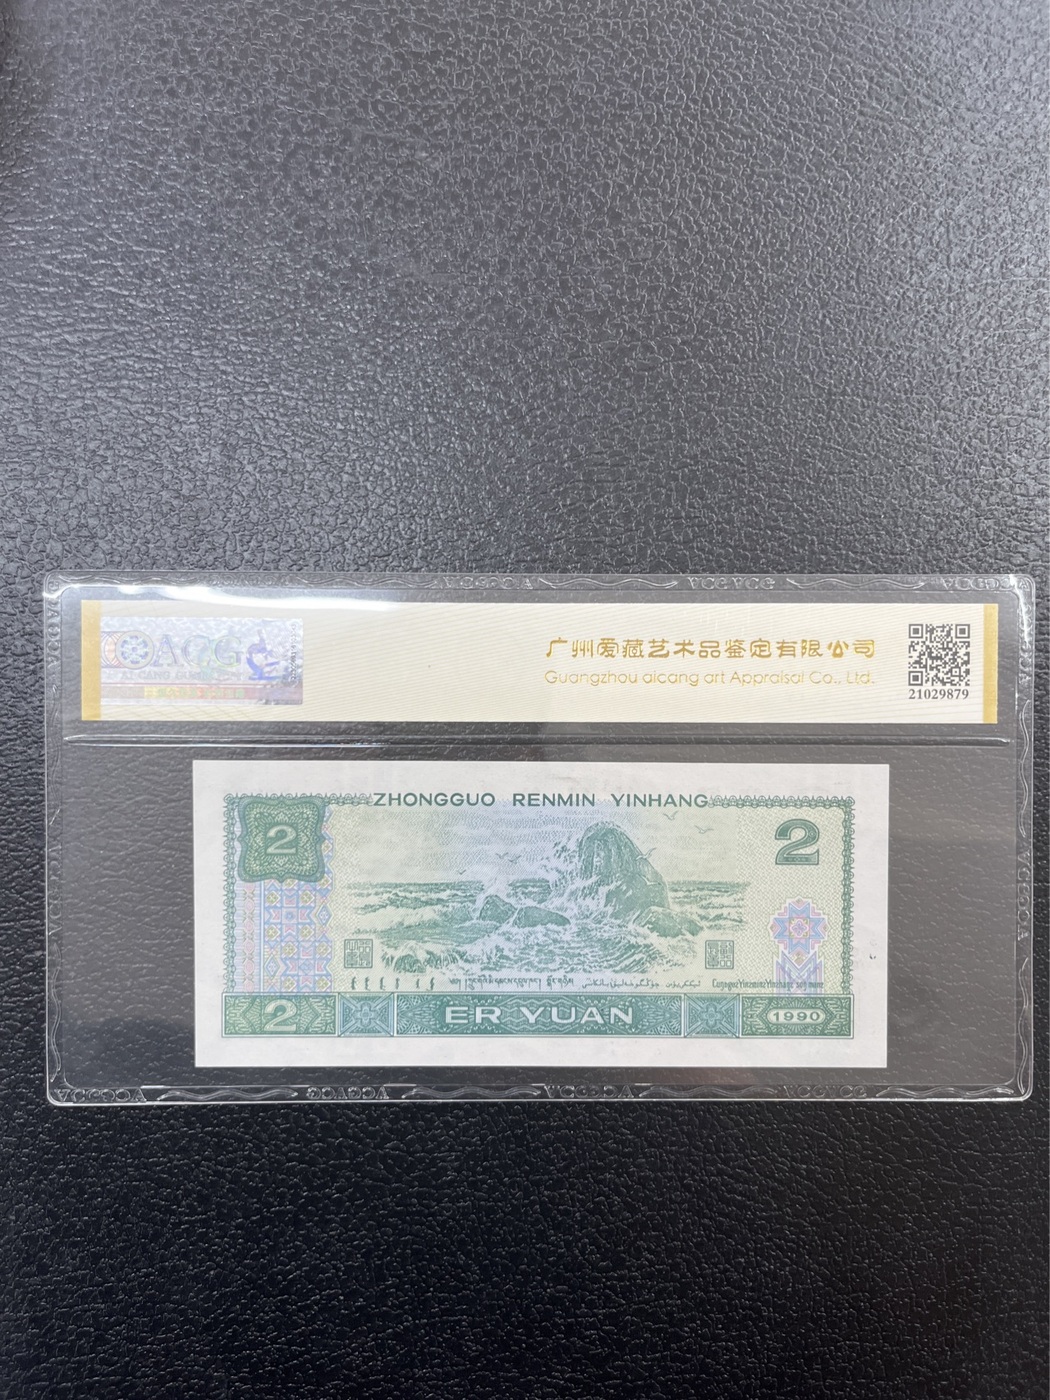 ACG
广州爱藏艺术品鉴定有限公司
Guangzhou aicang art Appraisal Co., Ltd.
21029879
ZHONGGUO RENMIN YINHANG
2
2
2
ER YUAN
1990